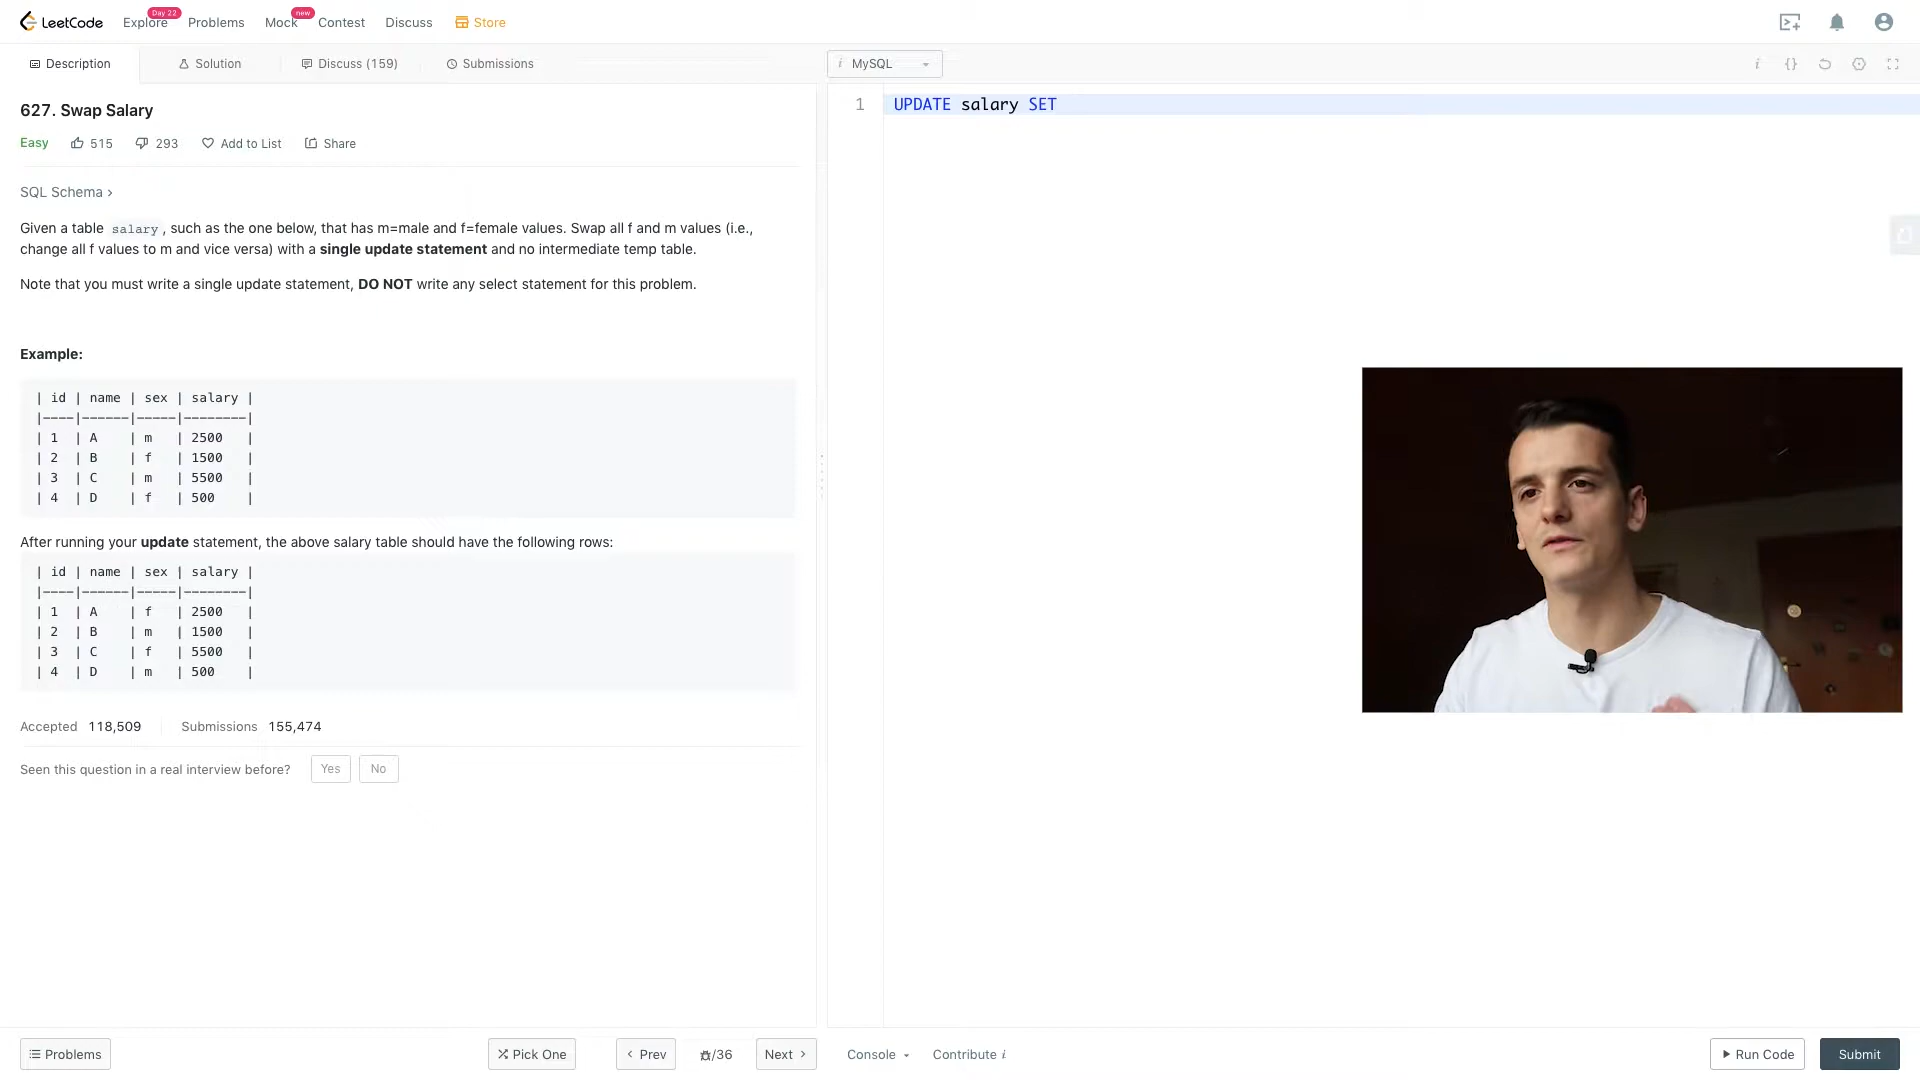 LeetCode
Explore
Day 22
Problems
Mock
new
Contest
Discuss
Store
Description
Solution
Discuss (159)
Submissions
i MySQL
i {}
627. Swap Salary
Easy 515 293 Add to List Share
SQL Schema >
Given a table salary, such as the one below, that has m=male and f=female values. Swap all f and m values (i.e.,
change all f values to m and vice versa) with a single update statement and no intermediate temp table.
Note that you must write a single update statement, DO NOT write any select statement for this problem.
Example:
| id | name | sex | salary |
|----|------|-----|--------|
| 1 | A | m | 2500 |
| 2 | B | f | 1500 |
| 3 | C | m | 5500 |
| 4 | D | f | 500 |
After running your update statement, the above salary table should have the following rows:
| id | name | sex | salary |
|----|------|-----|--------|
| 1 | A | f | 2500 |
| 2 | B | m | 1500 |
| 3 | C | f | 5500 |
| 4 | D | m | 500 |
Accepted 118,509 Submissions 155,474
Seen this question in a real interview before? Yes No
1 UPDATE salary SET
Problems
Pick One
< Prev
/36
Next >
Console
Contribute i
Run Code
Submit